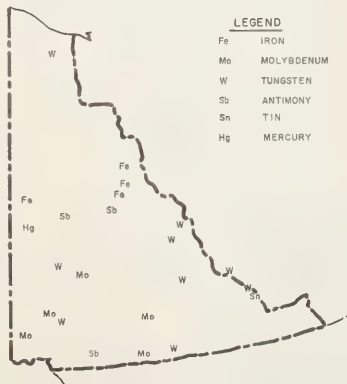 LEGEND
Fe IRON
Mo MOLYBDENUM
W TUNGSTEN
Sb ANTIMONY
Sn TIN
Hg MERCURY
W
Fe
Fe
Fe
Fe
Sb
Sb
Hg
W
W
W
Mo
W
W
W
Sn
Mo
W
Mo
Mo
Sb
Mo
W